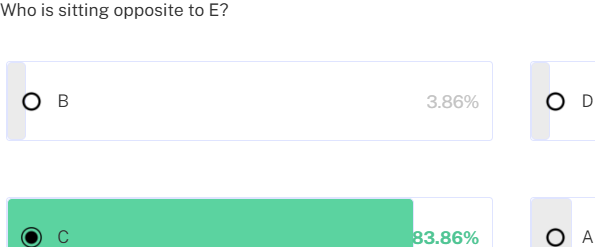 Who is sitting opposite to E?
B 3.86% D
C 83.86% A